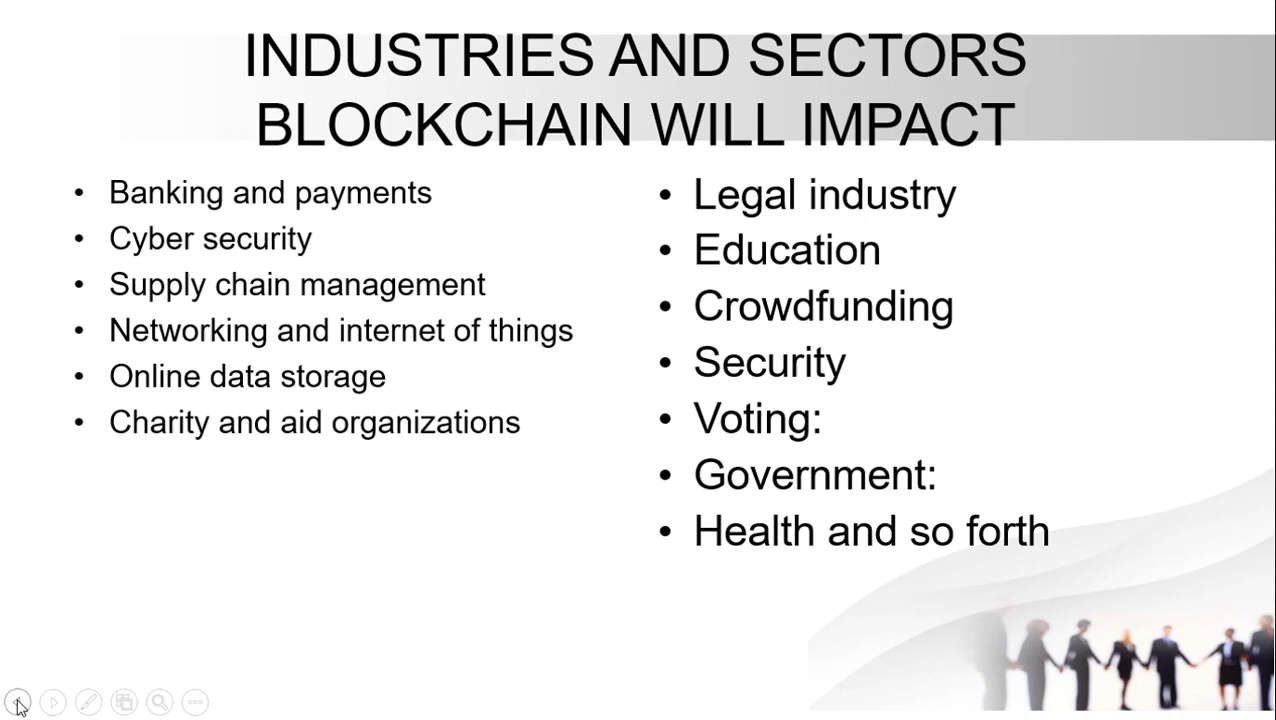 INDUSTRIES AND SECTORS
BLOCKCHAIN WILL IMPACT
• Banking and payments
• Cyber security
• Supply chain management
• Networking and internet of things
• Online data storage
• Charity and aid organizations
• Legal industry
• Education
• Crowdfunding
• Security
• Voting:
• Government:
• Health and so forth